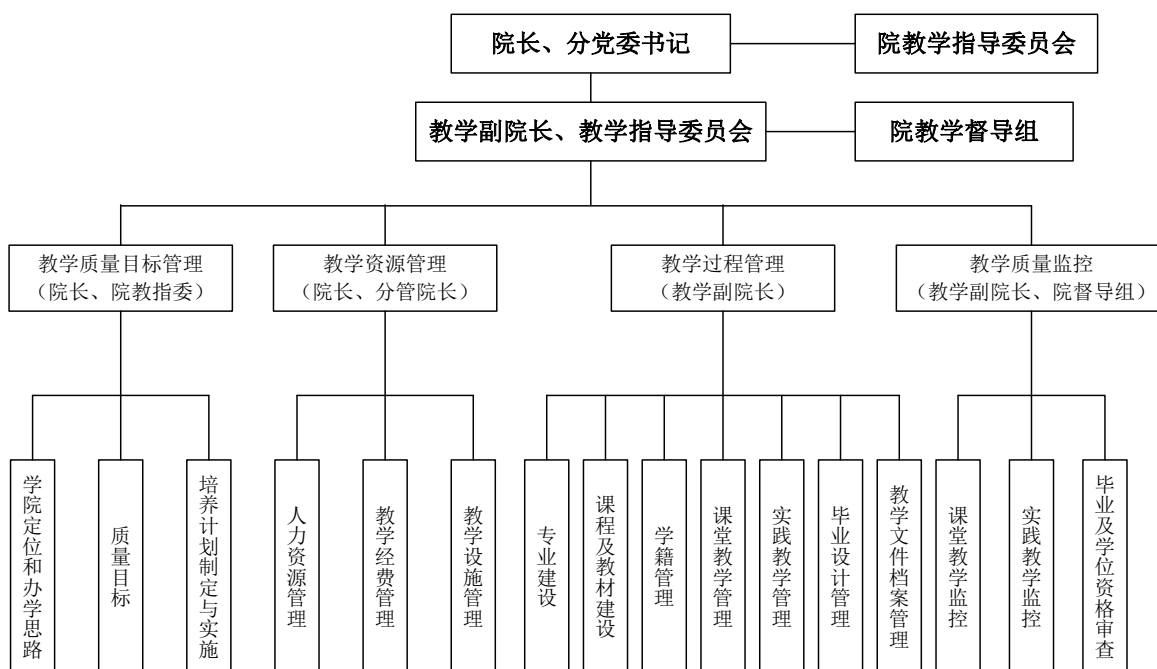 院长、分党委书记
院教学指导委员会
教学副院长、教学指导委员会
院教学督导组
教学质量目标管理
（院长、院教指委）
教学资源管理
（院长、分管院长）
教学过程管理
（教学副院长）
教学质量监控
（教学副院长、院督导组）
学院定位和办学思路
质量目标
培养计划制定与实施
人力资源管理
教学经费管理
教学设施管理
专业建设
课程及教材建设
学籍管理
课堂教学管理
实践教学管理
毕业设计管理
教学文件档案管理
课堂教学监控
实践教学监控
毕业及学位资格审查